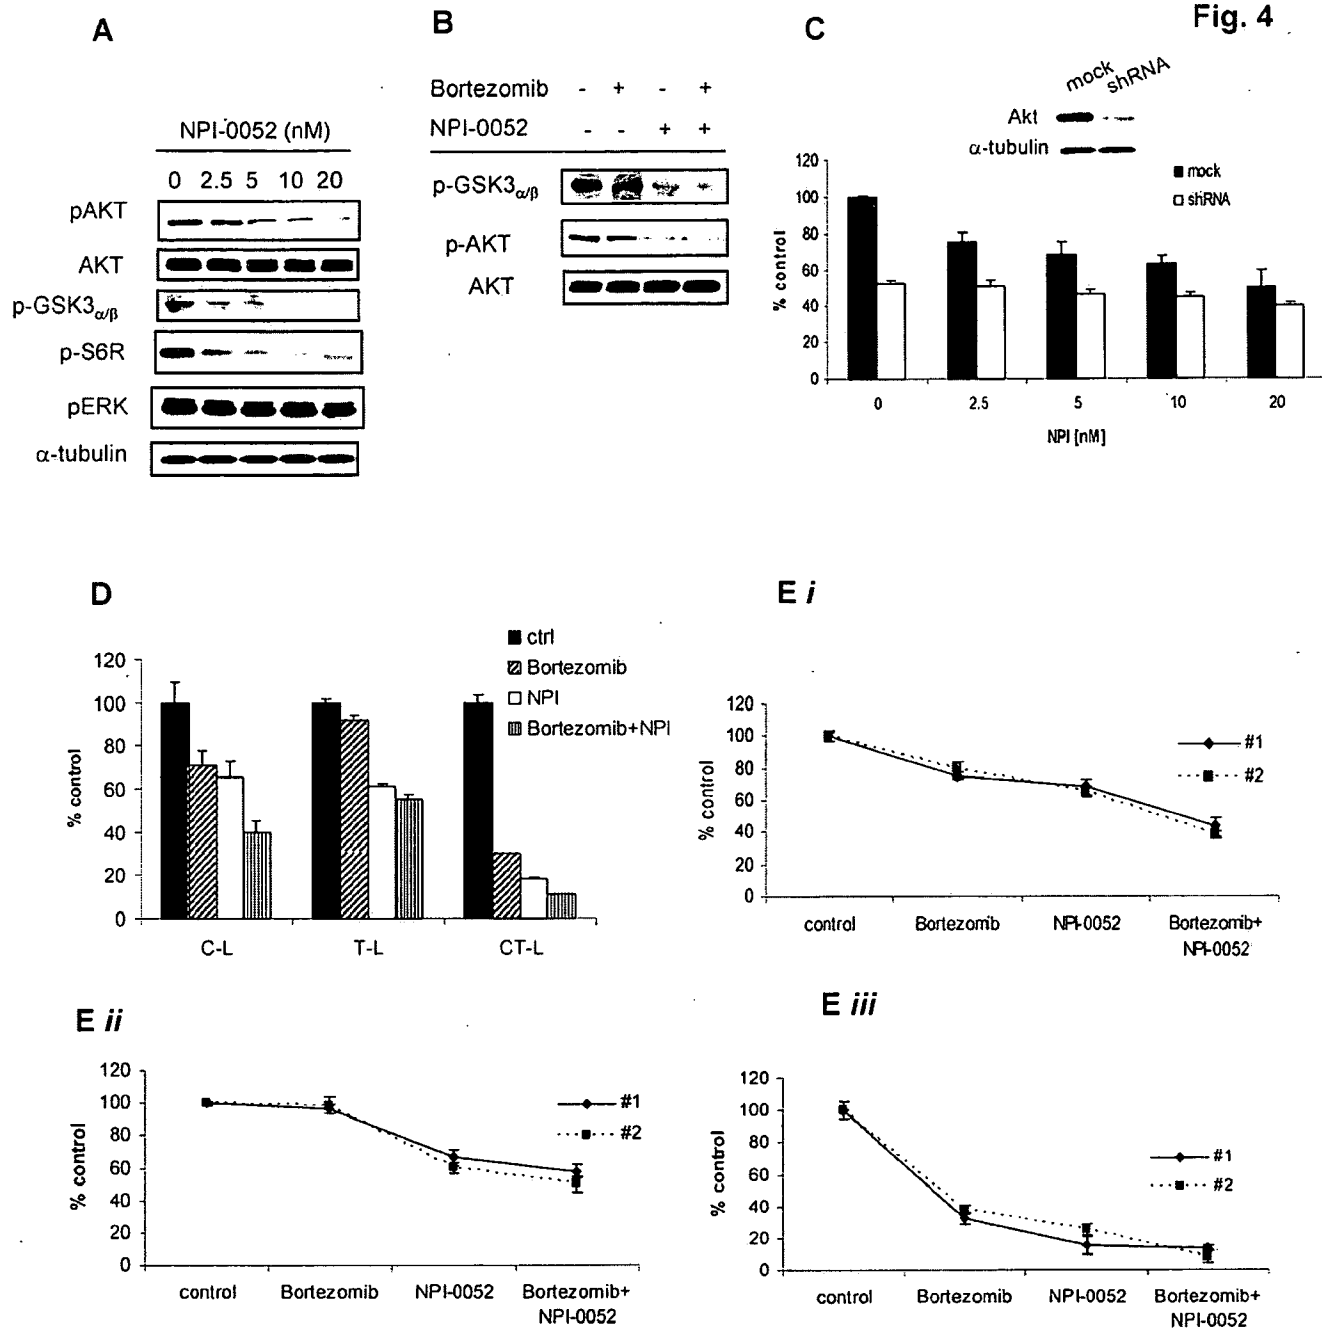 Fig. 4
A
NPI-0052 (nM)
0 2.5 5 10 20
pAKT
AKT
p-GSK3α/β
p-S6R
pERK
α-tubulin
B
Bortezomib - + - +
NPI-0052 - - + +
p-GSK3α/β
p-AKT
AKT
C
mock shRNA
Akt
α-tubulin
mock
shRNA
% control
120
100
80
60
40
20
0
0 2.5 5 10 20
NPI [nM]
D
ctrl
Bortezomib
NPI
Bortezomib+NPI
% control
120
100
80
60
40
20
0
C-L T-L CT-L
E i
#1
#2
% control
120
100
80
60
40
20
0
control Bortezomib NPI-0052 Bortezomib+
NPI-0052
E ii
#1
#2
% control
120
100
80
60
40
20
0
control Bortezomib NPI-0052 Bortezomib+
NPI-0052
E iii
#1
#2
% control
120
100
80
60
40
20
0
control Bortezomib NPI-0052 Bortezomib+
NPI-0052